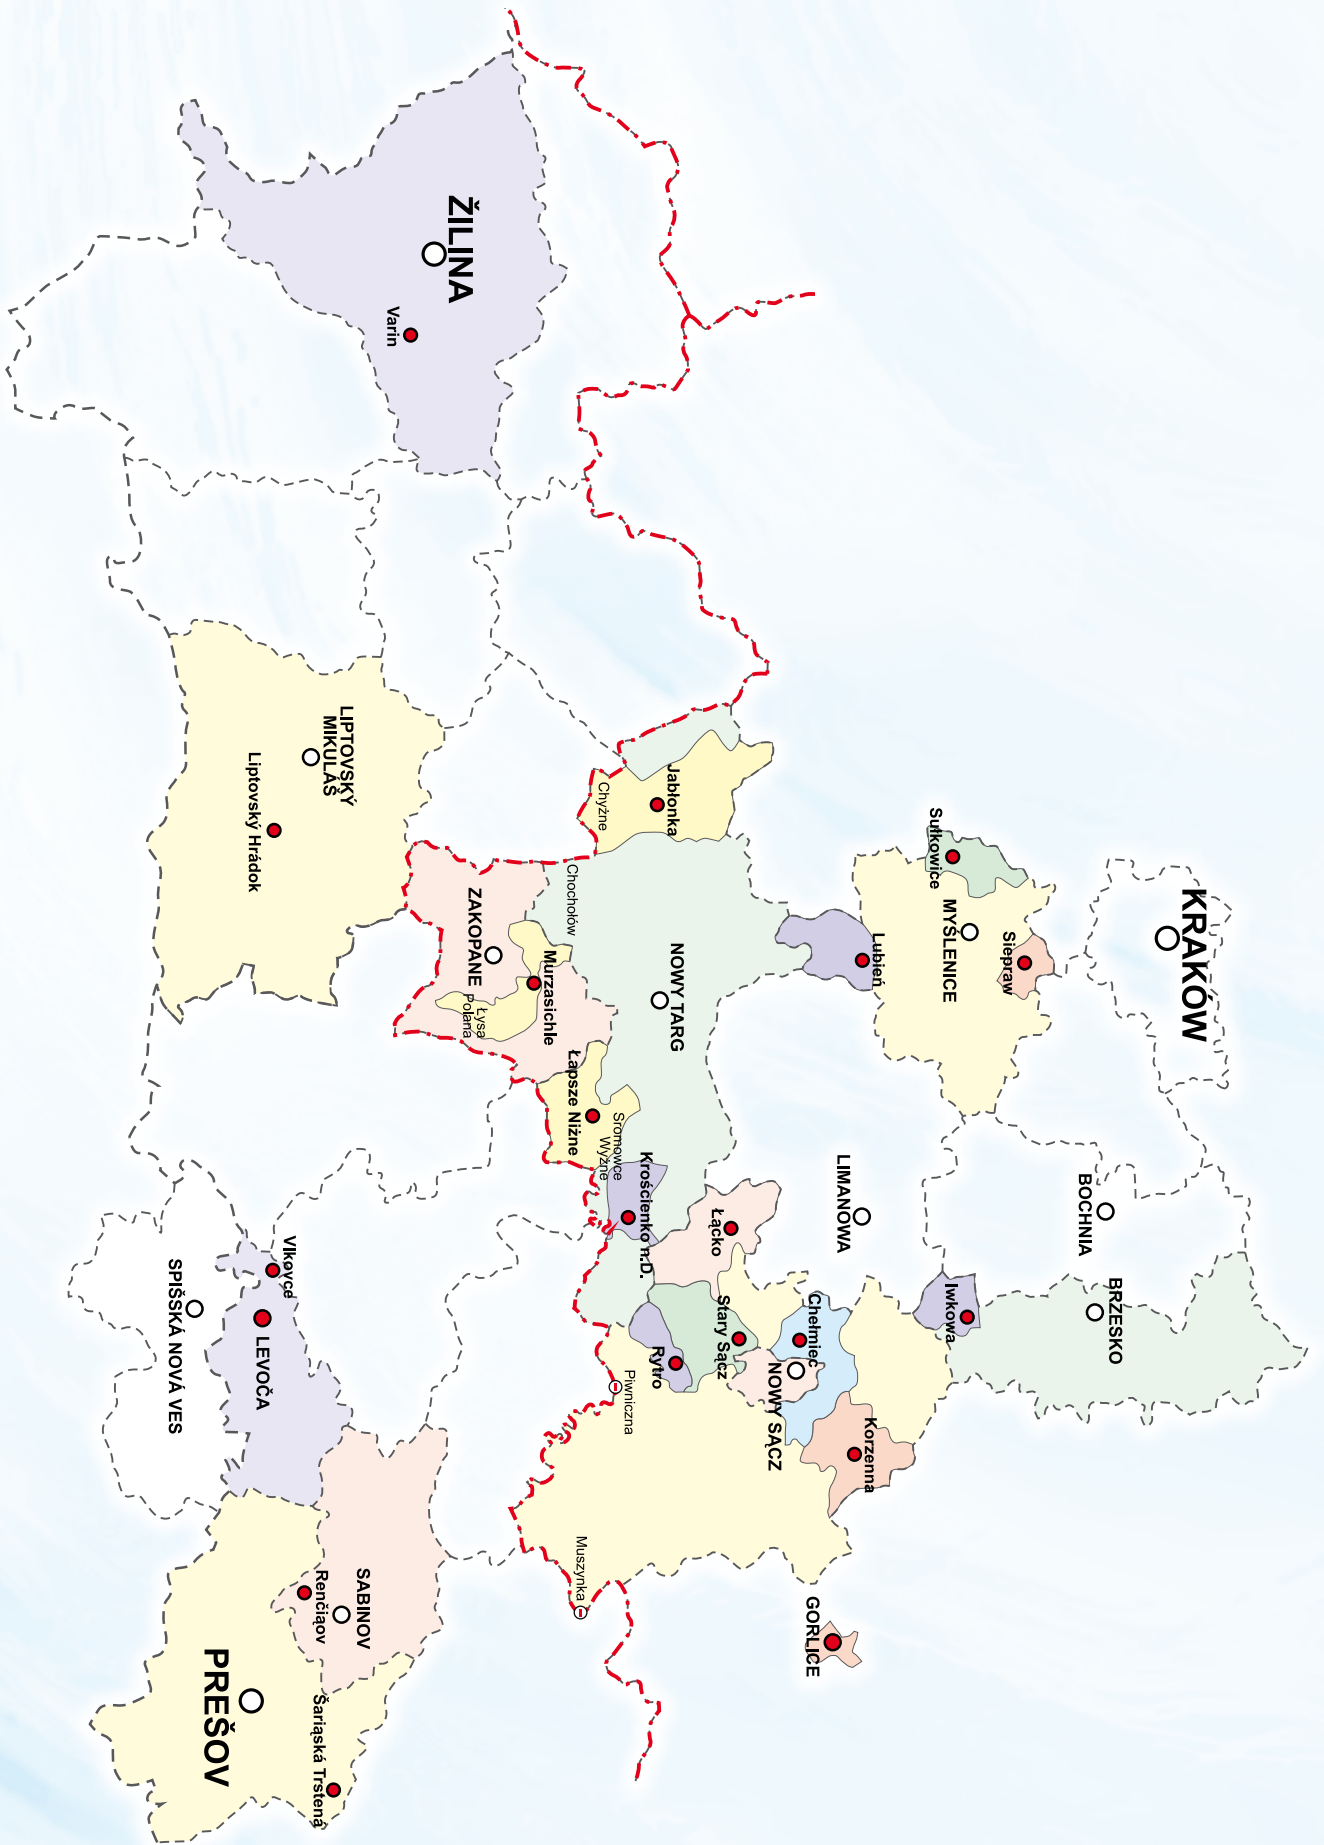 KRAKÓW
BOCHNIA
BRZESKO
Siepraw
MYŚLENICE
Sułkowice
Iwkowa
Lubień
LIMANOWA
Korzenna
GORLICE
Chełmiec
NOWY SĄCZ
Stary Sącz
Łącko
Jabłonka
NOWY TARG
Krościenko n.D.
Rytro
Piwniczna
Sromowce
Wyżne
Chyżne
Chochołów
Łapsze Niżne
Muszynka
Murzasichle
ZAKOPANE
Łysa
Polana
ŽILINA
Varin
LIPTOVSKÝ
MIKULÁŠ
Liptovský Hrádok
Vlkovce
LEVOČA
SPIŠSKÁ NOVÁ VES
SABINOV
Renčiąov
Šariąská Trstená
PREŠOV